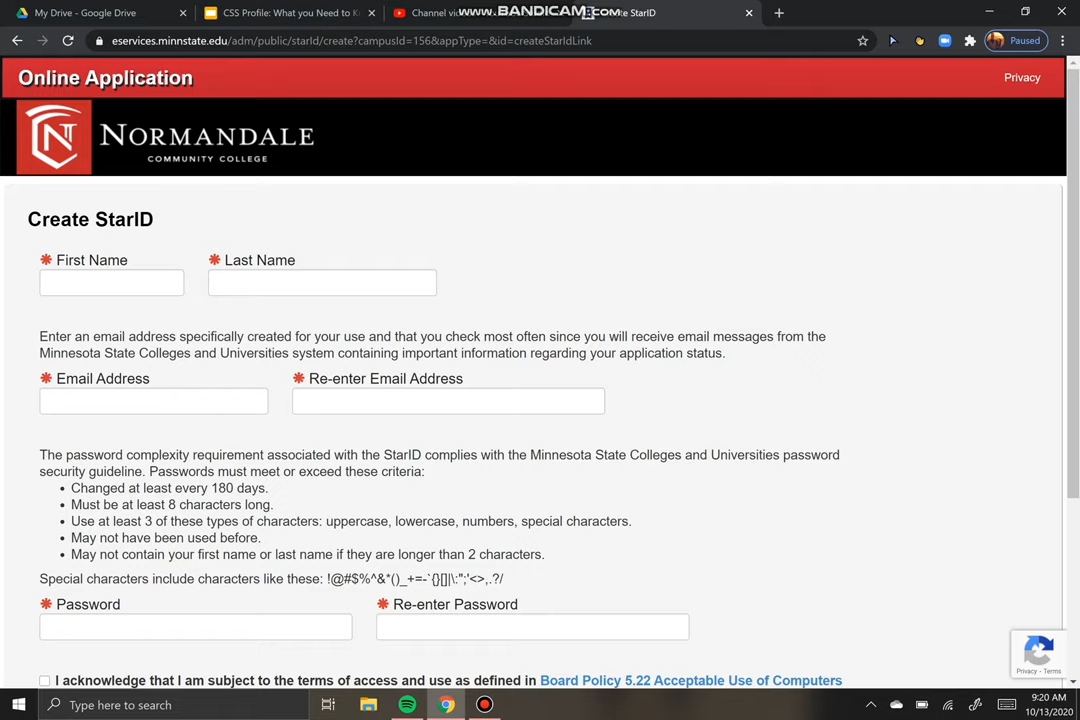 My Drive - Google Drive
CSS Profile: What you Need to K
Channel vi
www.BANDICAM.com
te StarID
eservices.minnstate.edu/adm/public/starId/create?campusId=156&appType=&id=createStarIdLink
Paused
Online Application
Privacy
NORMANDALE
COMMUNITY COLLEGE
Create StarID
✱ First Name
✱ Last Name
Enter an email address specifically created for your use and that you check most often since you will receive email messages from the
Minnesota State Colleges and Universities system containing important information regarding your application status.
✱ Email Address
✱ Re-enter Email Address
The password complexity requirement associated with the StarID complies with the Minnesota State Colleges and Universities password
security guideline. Passwords must meet or exceed these criteria:
• Changed at least every 180 days.
• Must be at least 8 characters long.
• Use at least 3 of these types of characters: uppercase, lowercase, numbers, special characters.
• May not have been used before.
• May not contain your first name or last name if they are longer than 2 characters.
Special characters include characters like these: !@#$%^&*()_+=-`{}[]|\:";'<>,.?/
✱ Password
✱ Re-enter Password
Privacy - Terms
I acknowledge that I am subject to the terms of access and use as defined in Board Policy 5.22 Acceptable Use of Computers
Type here to search
9:20 AM
10/13/2020